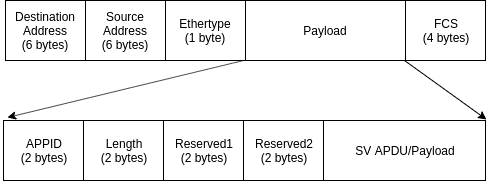 Destination
Address
(6 bytes)
Source
Address
(6 bytes)
Ethertype
(1 byte)
Payload
FCS
(4 bytes)
APPID
(2 bytes)
Length
(2 bytes)
Reserved1
(2 bytes)
Reserved2
(2 bytes)
SV APDU/Payload